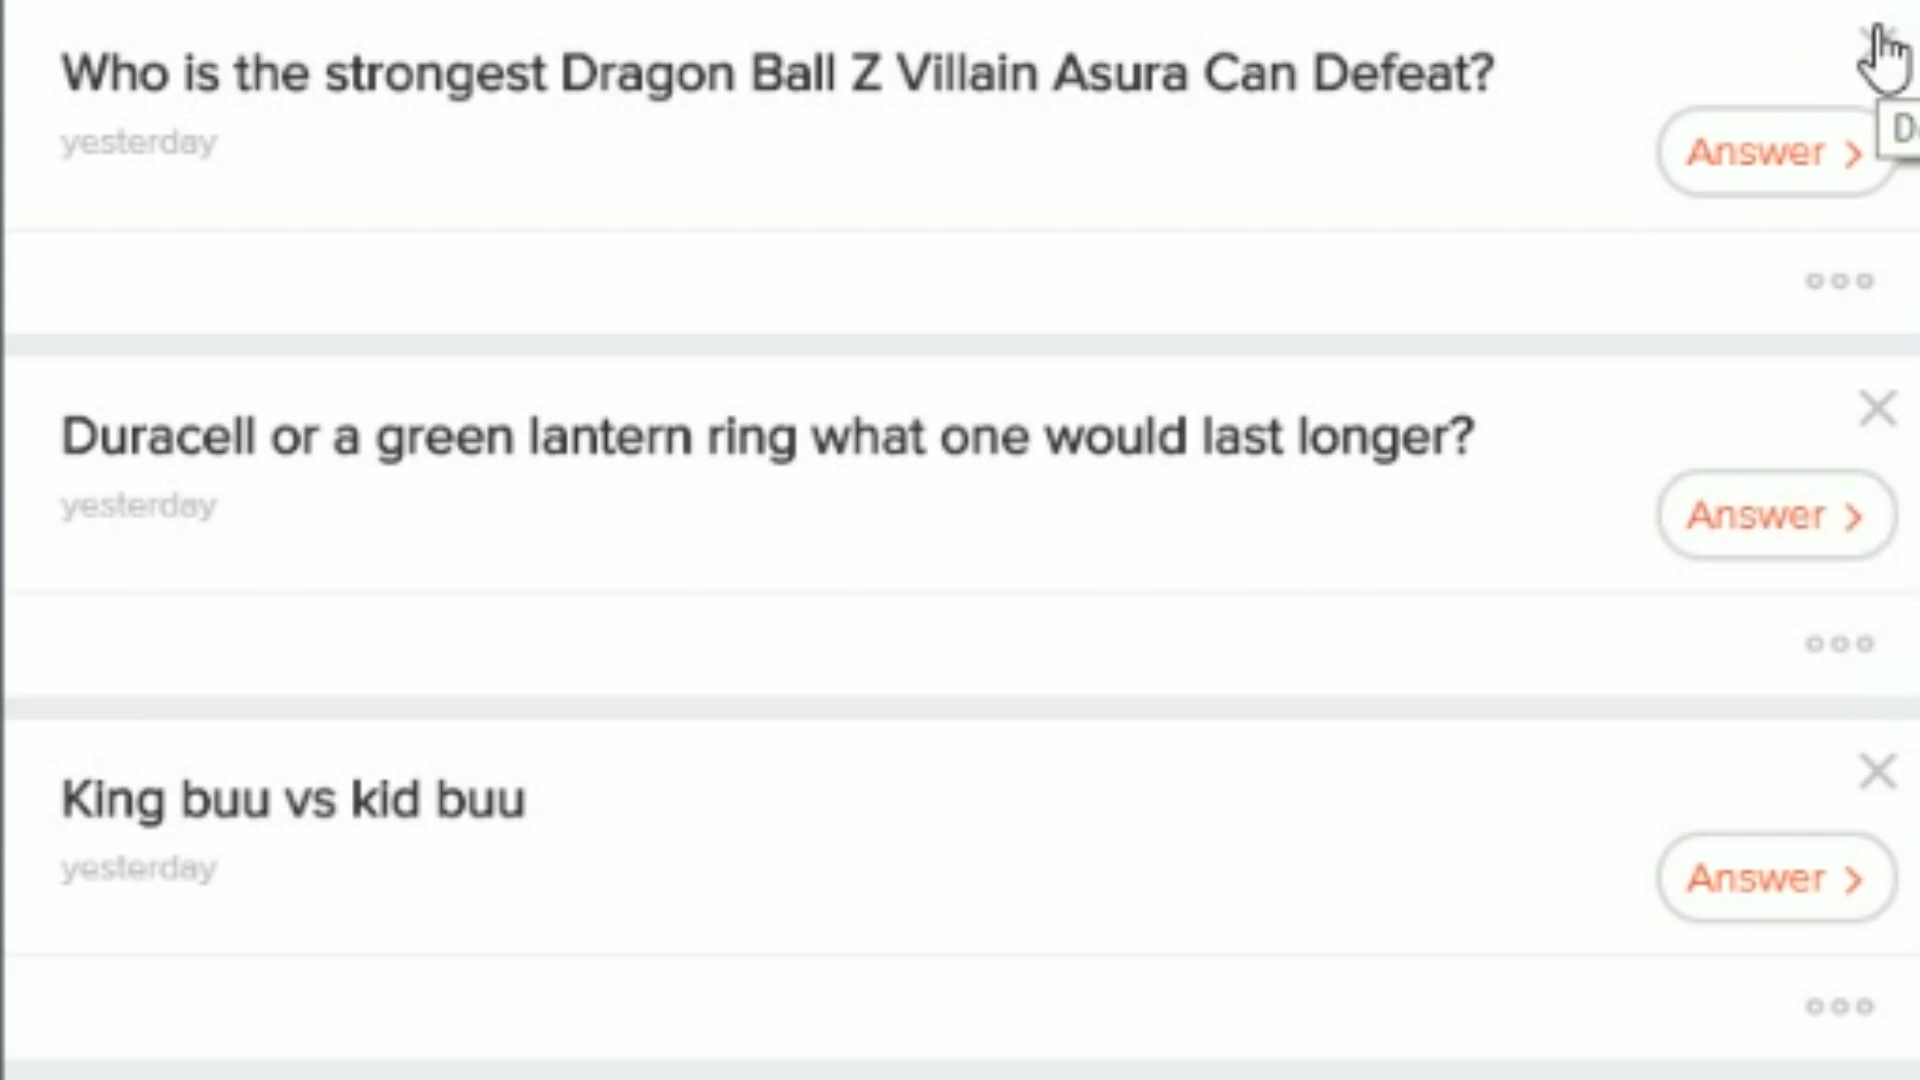 Who is the strongest Dragon Ball Z Villain Asura Can Defeat?
yesterday
Answer
Duracell or a green lantern ring what one would last longer?
yesterday
Answer
King buu vs kid buu
yesterday
Answer